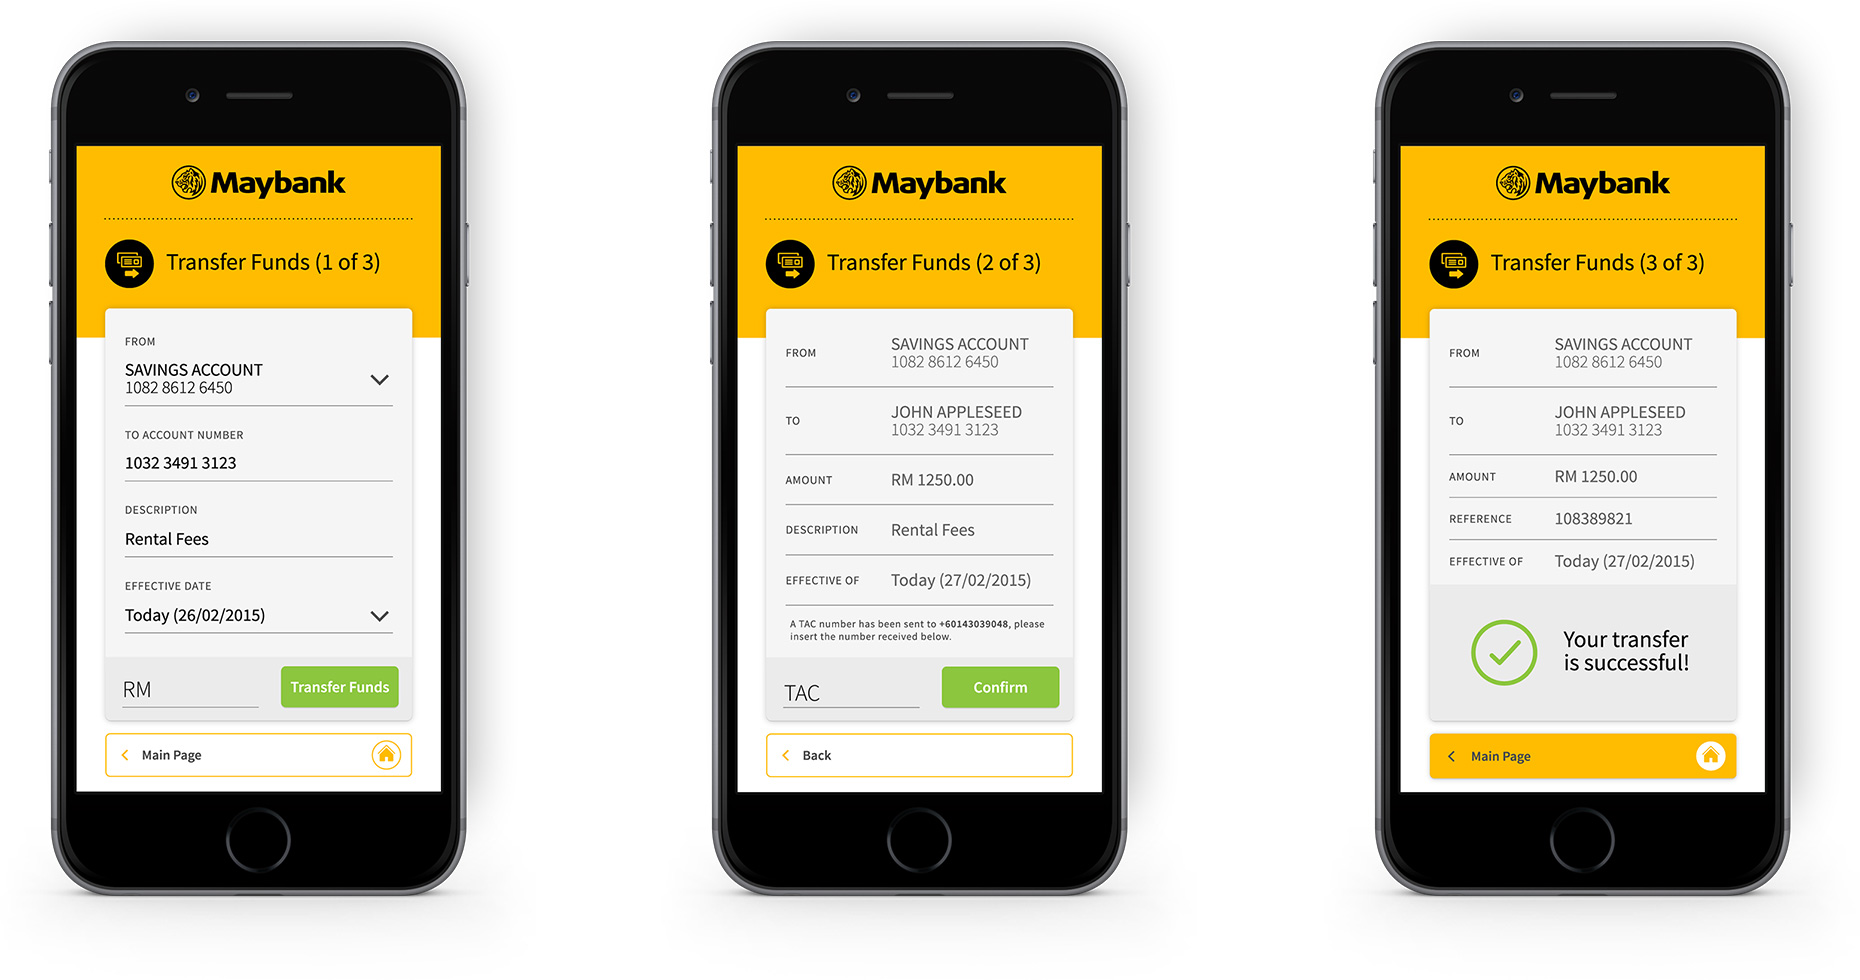 Maybank
Transfer Funds (1 of 3)
FROM
SAVINGS ACCOUNT
1082 8612 6450
TO ACCOUNT NUMBER
1032 3491 3123
DESCRIPTION
Rental Fees
EFFECTIVE DATE
Today (26/02/2015)
RM
Transfer Funds
Main Page
Maybank
Transfer Funds (2 of 3)
FROM
SAVINGS ACCOUNT
1082 8612 6450
TO
JOHN APPLESEED
1032 3491 3123
AMOUNT
RM 1250.00
DESCRIPTION
Rental Fees
EFFECTIVE OF
Today (27/02/2015)
A TAC number has been sent to +60143039048, please
insert the number received below.
TAC
Confirm
Back
Maybank
Transfer Funds (3 of 3)
FROM
SAVINGS ACCOUNT
1082 8612 6450
TO
JOHN APPLESEED
1032 3491 3123
AMOUNT
RM 1250.00
REFERENCE
108389821
EFFECTIVE OF
Today (27/02/2015)
Your transfer
is successful!
Main Page